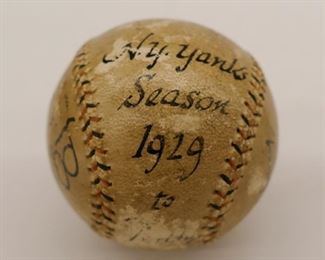 N.Y. Yanks
Season
1929
to